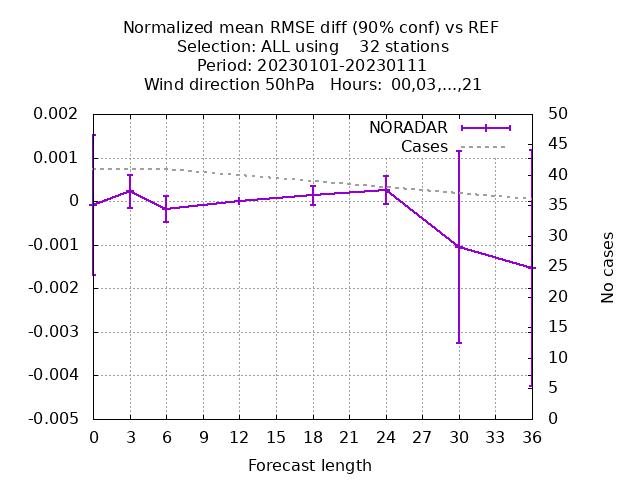 Normalized mean RMSE diff (90% conf) vs REF
Selection: ALL using    32 stations
Period: 20230101-20230111
Wind direction 50hPa   Hours:  00,03,...,21
NORADAR
Cases
0.002
0.001
0
-0.001
-0.002
-0.003
-0.004
-0.005
50
45
40
35
30
25
20
15
10
5
0
No cases
0 3 6 9 12 15 18 21 24 27 30 33 36
Forecast length